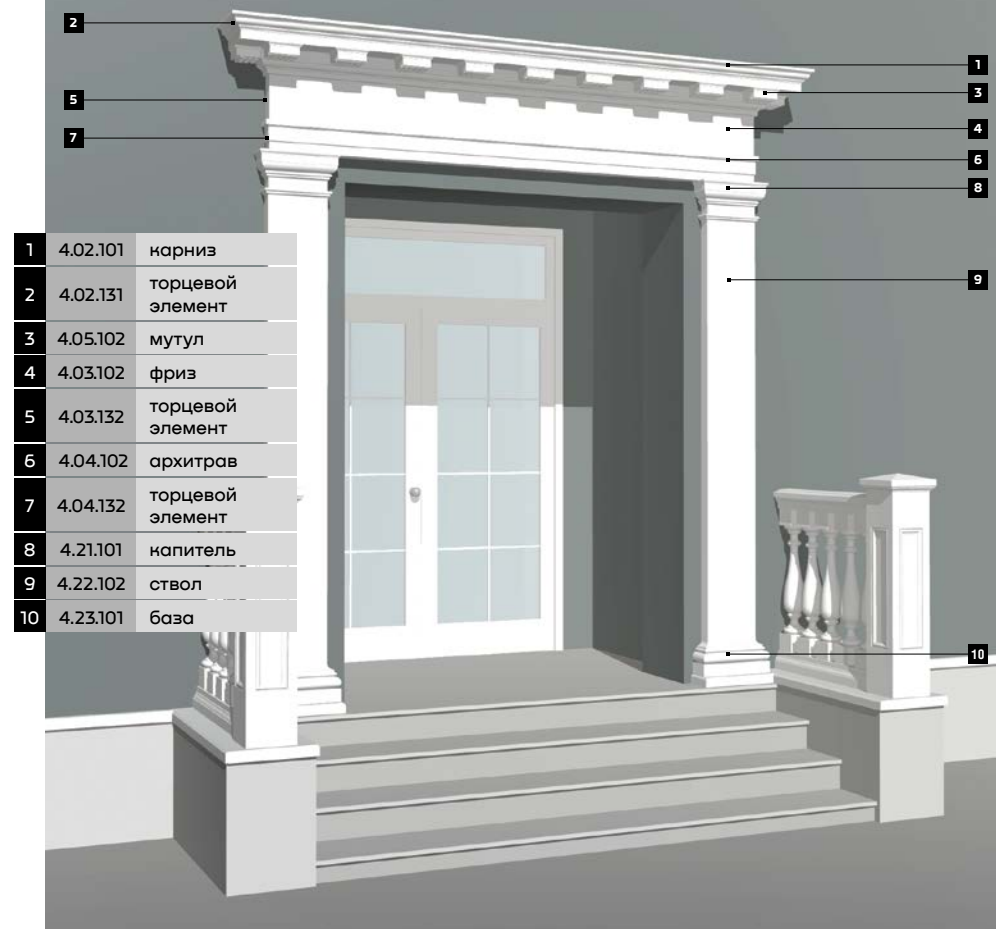 2
1
5
3
7
4
6
8
9
10
1 4.02.101 карниз
2 4.02.131 торцевой
элемент
3 4.05.102 мутул
4 4.03.102 фриз
5 4.03.132 торцевой
элемент
6 4.04.102 архитрав
7 4.04.132 торцевой
элемент
8 4.21.101 капитель
9 4.22.102 ствол
10 4.23.101 база